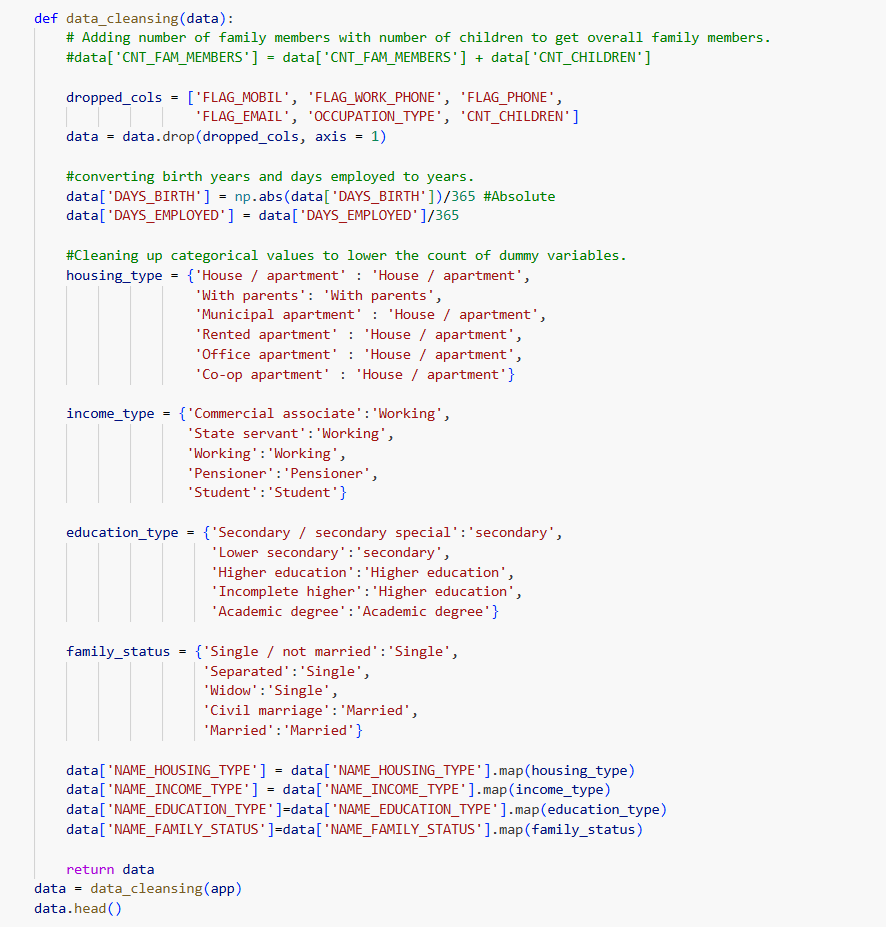 def data_cleansing(data):
    # Adding number of family members with number of children to get overall family members.
    #data['CNT_FAM_MEMBERS'] = data['CNT_FAM_MEMBERS'] + data['CNT_CHILDREN']

    dropped_cols = ['FLAG_MOBIL', 'FLAG_WORK_PHONE', 'FLAG_PHONE',
                    'FLAG_EMAIL', 'OCCUPATION_TYPE', 'CNT_CHILDREN']
    data = data.drop(dropped_cols, axis = 1)

    #converting birth years and days employed to years.
    data['DAYS_BIRTH'] = np.abs(data['DAYS_BIRTH'])/365 #Absolute
    data['DAYS_EMPLOYED'] = data['DAYS_EMPLOYED']/365

    #Cleaning up categorical values to lower the count of dummy variables.
    housing_type = {'House / apartment' : 'House / apartment',
                    'With parents': 'With parents',
                    'Municipal apartment' : 'House / apartment',
                    'Rented apartment' : 'House / apartment',
                    'Office apartment' : 'House / apartment',
                    'Co-op apartment' : 'House / apartment'}

    income_type = {'Commercial associate':'Working',
                   'State servant':'Working',
                   'Working':'Working',
                   'Pensioner':'Pensioner',
                   'Student':'Student'}

    education_type = {'Secondary / secondary special':'secondary',
                      'Lower secondary':'secondary',
                      'Higher education':'Higher education',
                      'Incomplete higher':'Higher education',
                      'Academic degree':'Academic degree'}

    family_status = {'Single / not married':'Single',
                     'Separated':'Single',
                     'Widow':'Single',
                     'Civil marriage':'Married',
                     'Married':'Married'}

    data['NAME_HOUSING_TYPE'] = data['NAME_HOUSING_TYPE'].map(housing_type)
    data['NAME_INCOME_TYPE'] = data['NAME_INCOME_TYPE'].map(income_type)
    data['NAME_EDUCATION_TYPE']=data['NAME_EDUCATION_TYPE'].map(education_type)
    data['NAME_FAMILY_STATUS']=data['NAME_FAMILY_STATUS'].map(family_status)

    return data
data = data_cleansing(app)
data.head()